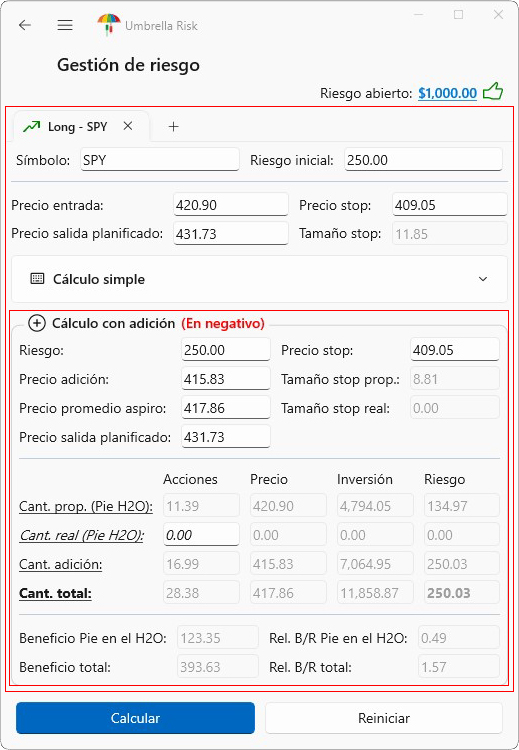 Umbrella Risk
Gestión de riesgo
Riesgo abierto: $1,000.00
Long - SPY
Símbolo: SPY Riesgo inicial: 250.00
Precio entrada: 420.90 Precio stop: 409.05
Precio salida planificado: 431.73 Tamaño stop: 11.85
Cálculo simple
Cálculo con adición (En negativo)
Riesgo: 250.00 Precio stop: 409.05
Precio adición: 415.83 Tamaño stop prop.: 8.81
Precio promedio aspiro: 417.86 Tamaño stop real: 0.00
Precio salida planificado: 431.73
Acciones Precio Inversión Riesgo
Cant. prop. (Pie H2O): 11.39 420.90 4,794.05 134.97
Cant. real (Pie H2O): 0.00 0.00 0.00 0.00
Cant. adición: 16.99 415.83 7,064.95 250.03
Cant. total: 28.38 417.86 11,858.87 250.03
Beneficio Pie en el H2O: 123.35 Rel. B/R Pie en el H2O: 0.49
Beneficio total: 393.63 Rel. B/R total: 1.57
Calcular Reiniciar